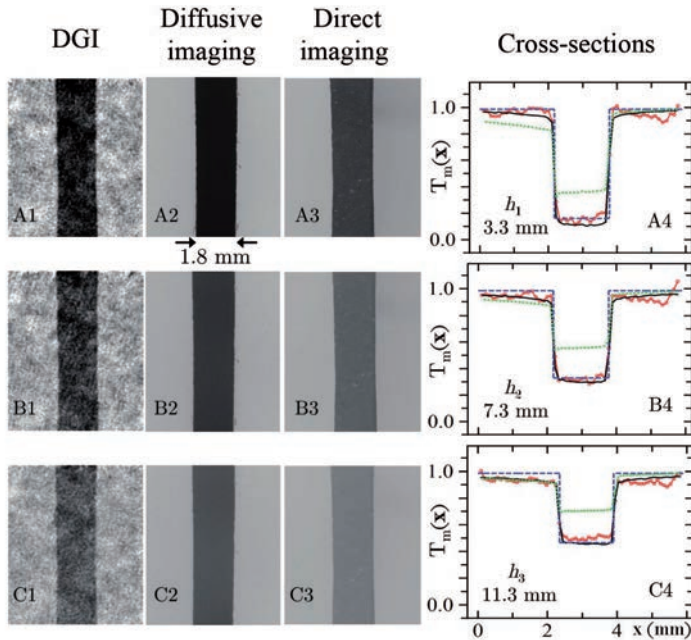 DGI
Diffusive
imaging
Direct
imaging
Cross-sections
A1
A2
A3
1.8 mm
1.0
0.0
T_m(x)
h_1
3.3 mm
A4
B1
B2
B3
1.0
0.0
T_m(x)
h_2
7.3 mm
B4
C1
C2
C3
1.0
0.0
T_m(x)
h_3
11.3 mm
C4
0 2 4 x (mm)